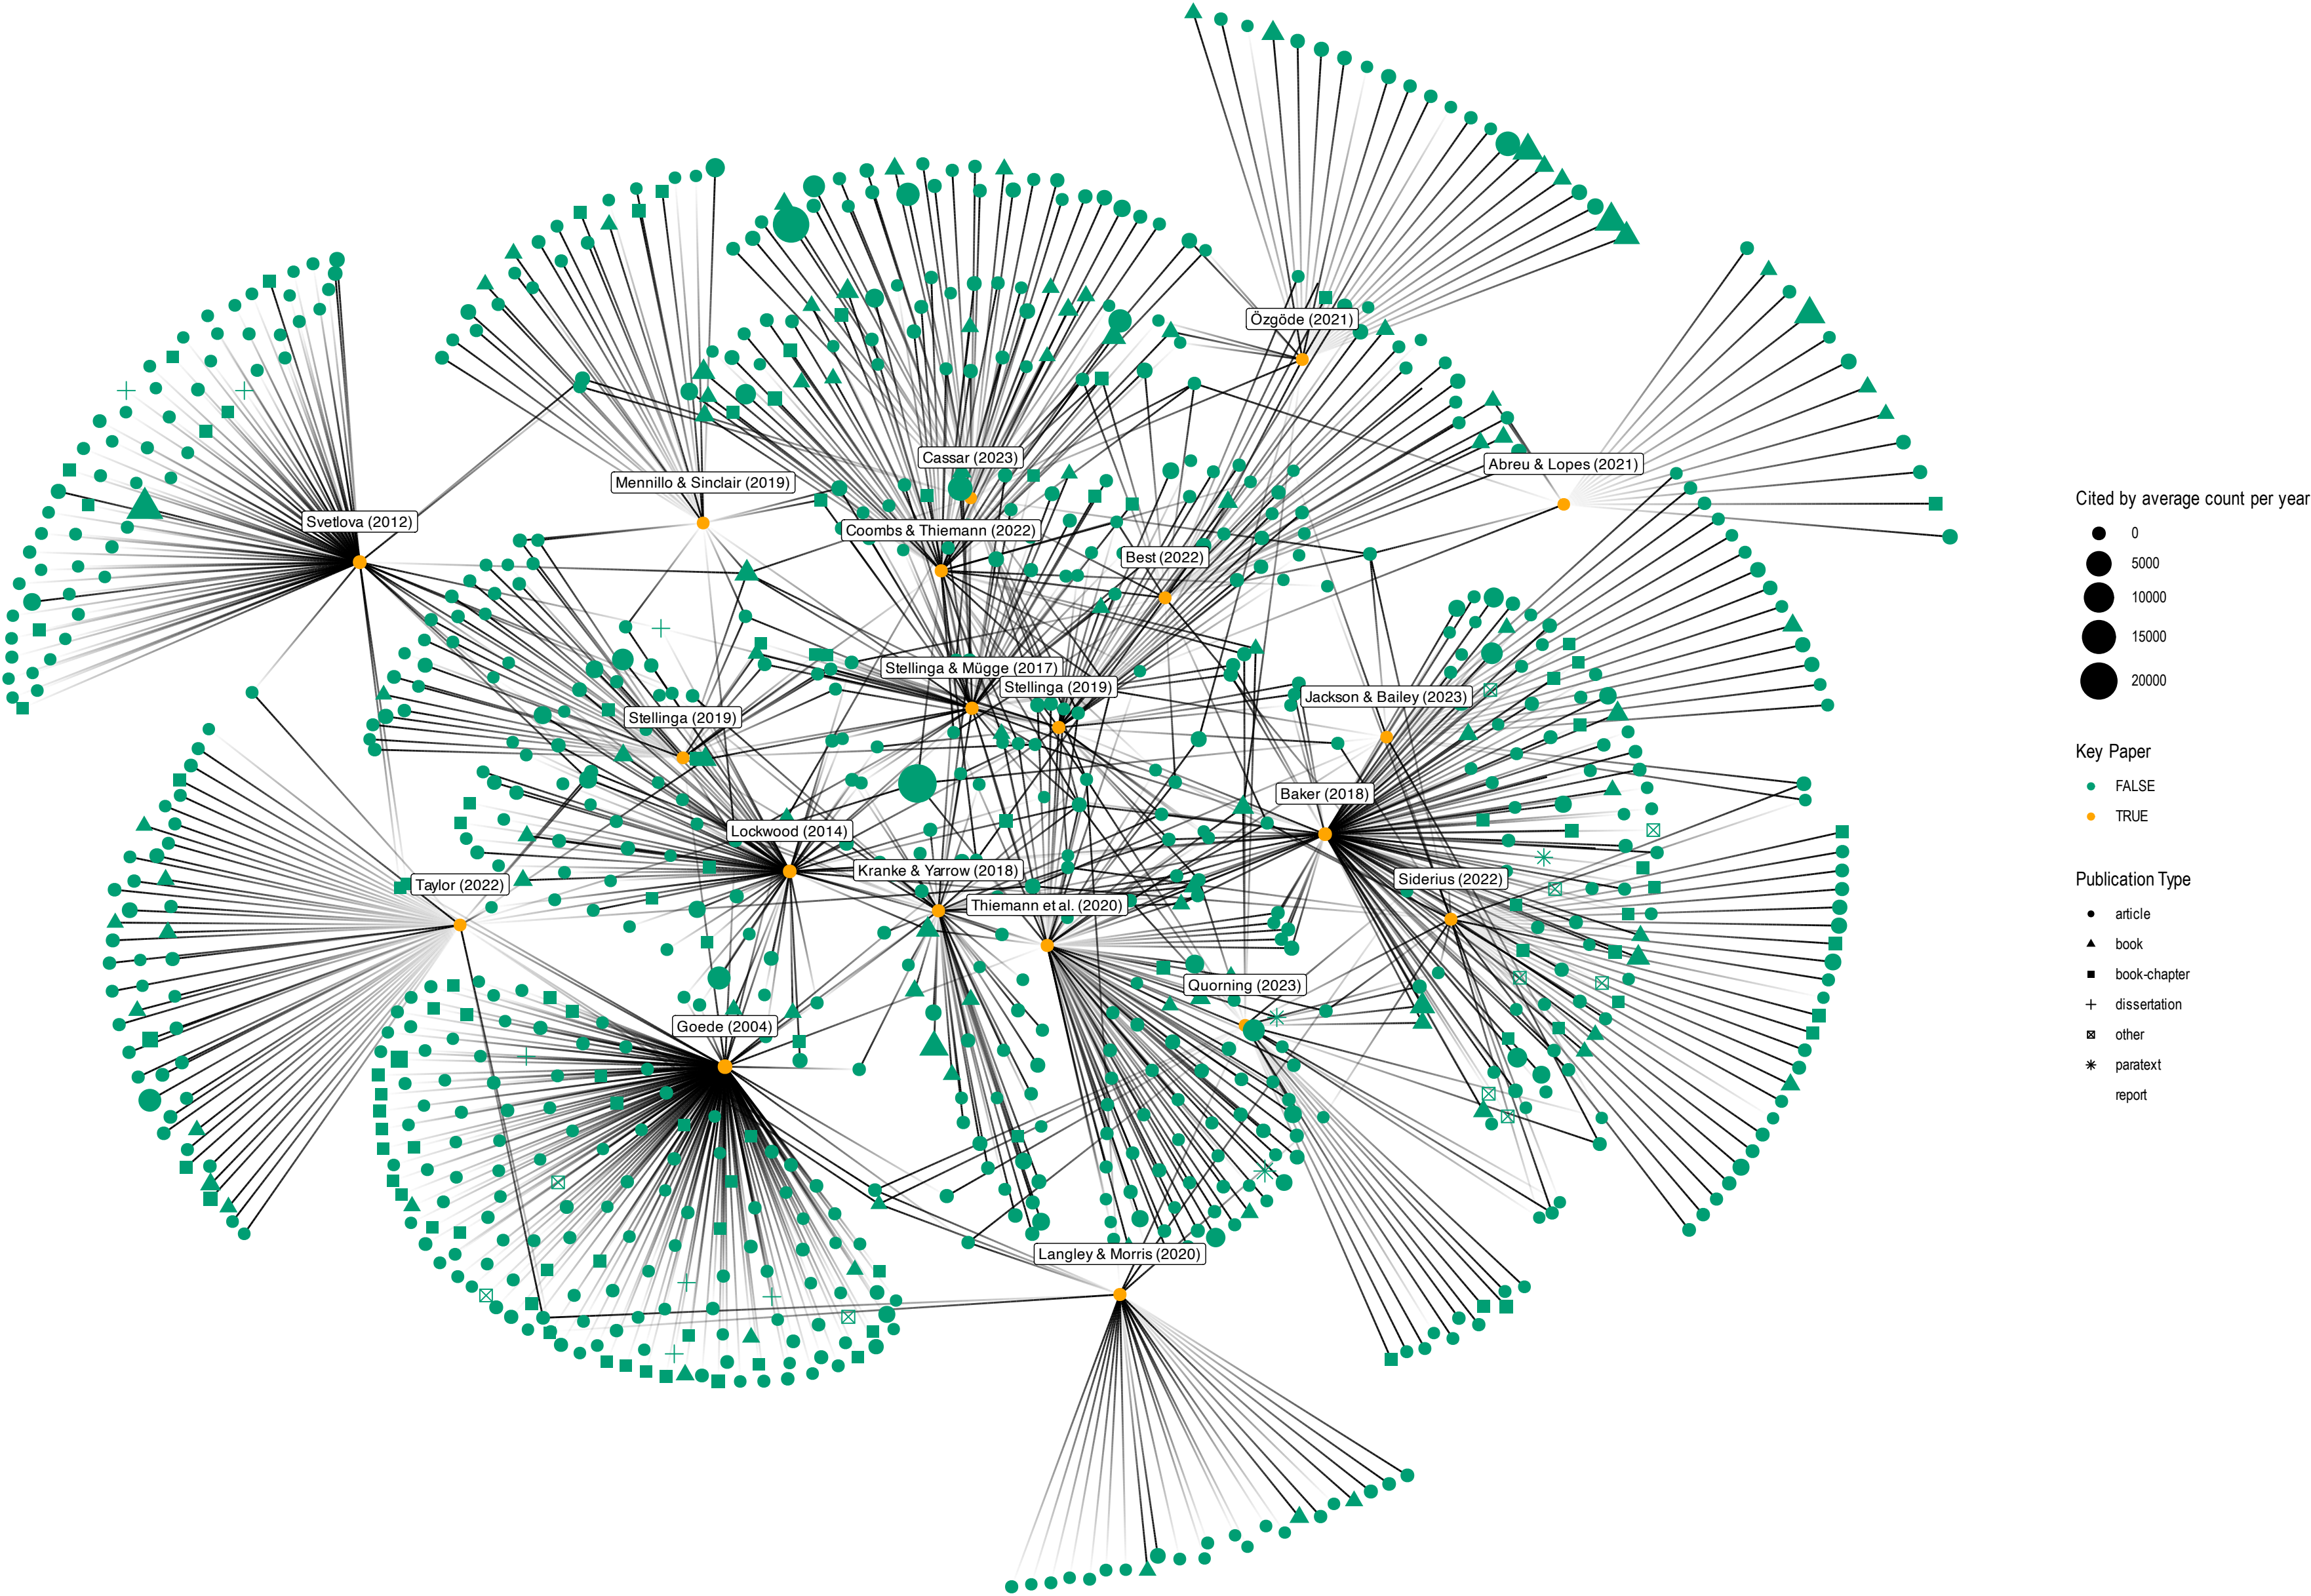 Özgöde (2021)
Cassar (2023)
Abreu & Lopes (2021)
Mennillo & Sinclair (2019)
Svetlova (2012)
Coombs & Thiemann (2022)
Best (2022)
Stellinga & Mügge (2017)
Stellinga (2019)
Jackson & Bailey (2023)
Stellinga (2019)
Baker (2018)
Lockwood (2014)
Kranke & Yarrow (2018)
Siderius (2022)
Taylor (2022)
Thiemann et al. (2020)
Quorning (2023)
Goede (2004)
Langley & Morris (2020)
Cited by average count per year
0
5000
10000
15000
20000
Key Paper
FALSE
TRUE
Publication Type
article
book
book-chapter
dissertation
other
paratext
report